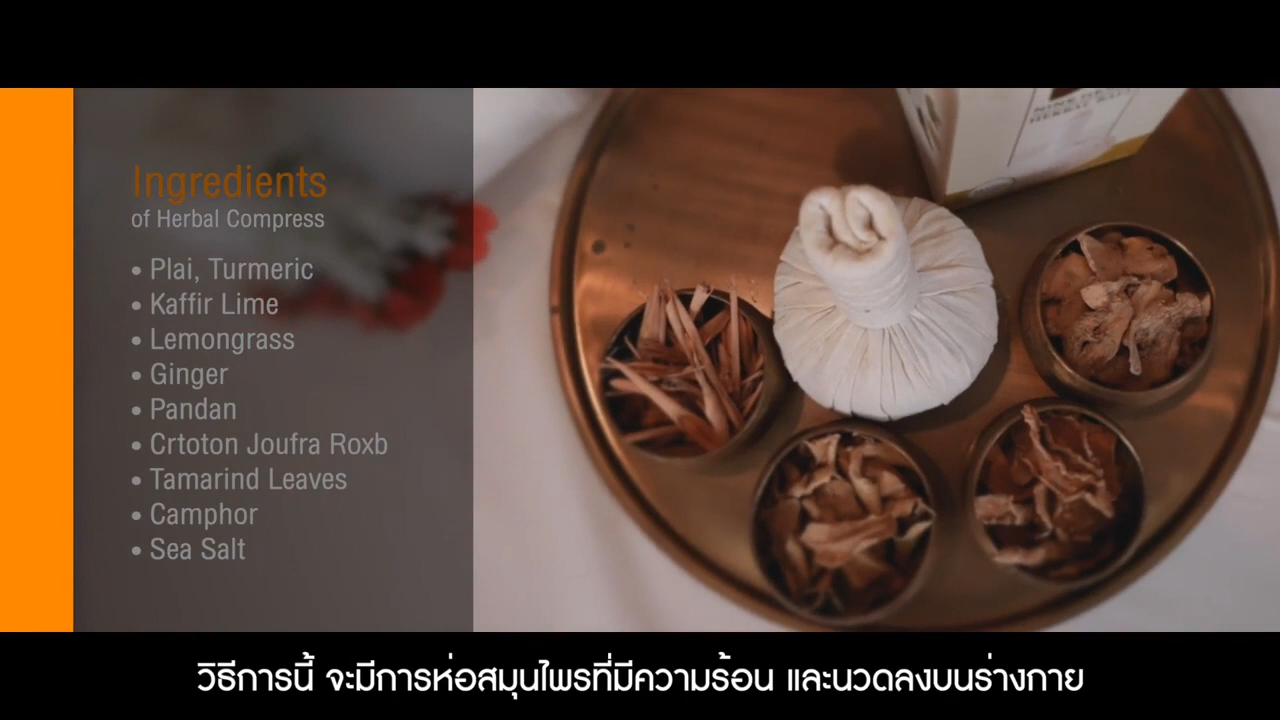 Ingredients
of Herbal Compress
• Plai, Turmeric
• Kaffir Lime
• Lemongrass
• Ginger
• Pandan
• Crtoton Joufra Roxb
• Tamarind Leaves
• Camphor
• Sea Salt
วิธีการนี้ จะมีการห่อสมุนไพรที่มีความร้อน และนวดลงบนร่างกาย